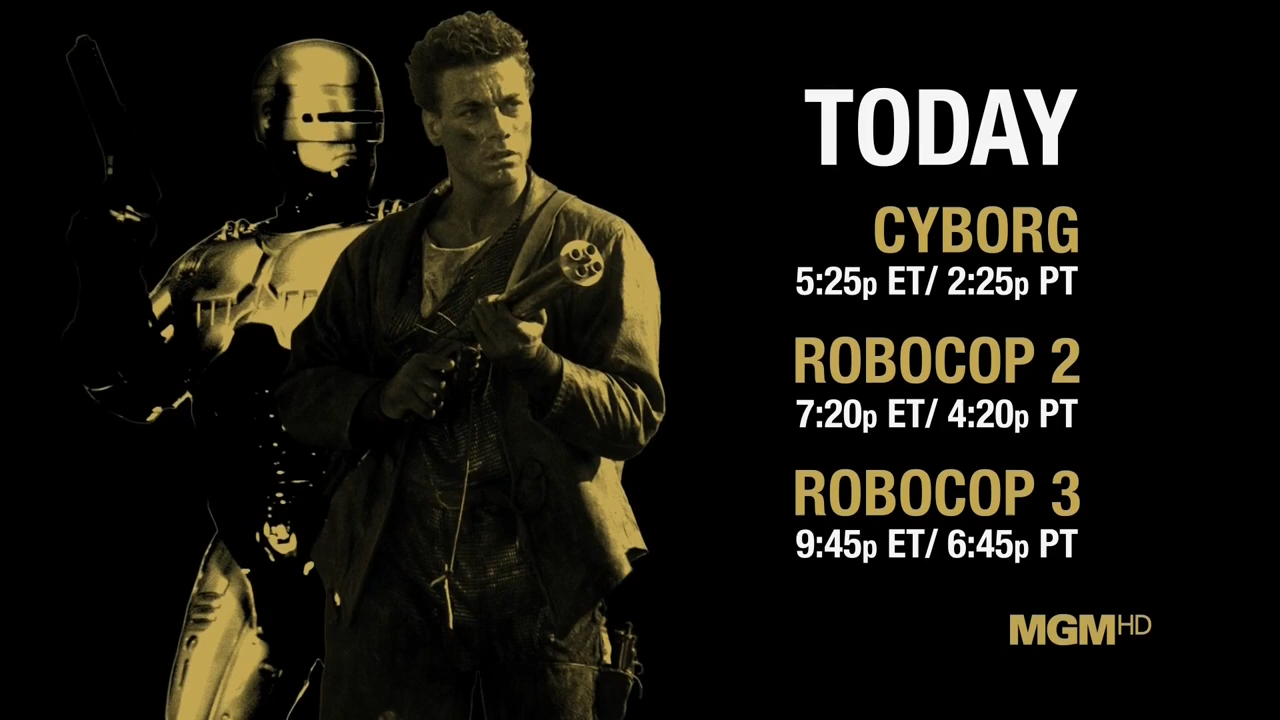 TODAY
CYBORG
5:25p ET/ 2:25p PT
ROBOCOP 2
7:20p ET/ 4:20p PT
ROBOCOP 3
9:45p ET/ 6:45p PT
MGMHD